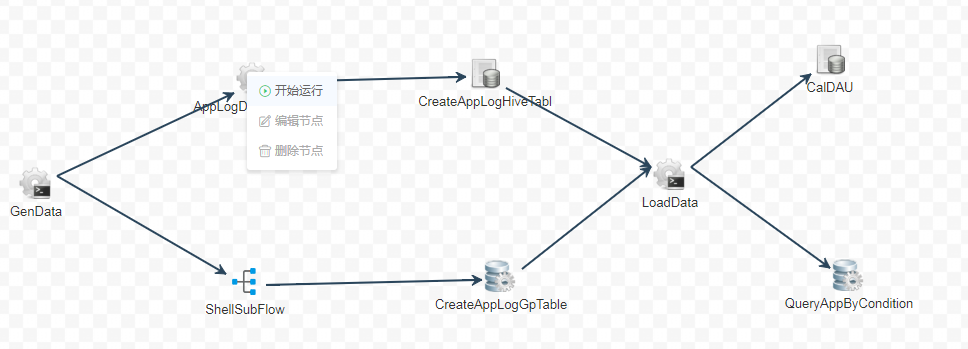 开始运行
编辑节点
删除节点
AppLogD
CreateAppLogHiveTabl
CalDAU
GenData
LoadData
ShellSubFlow
CreateAppLogGpTable
QueryAppByCondition